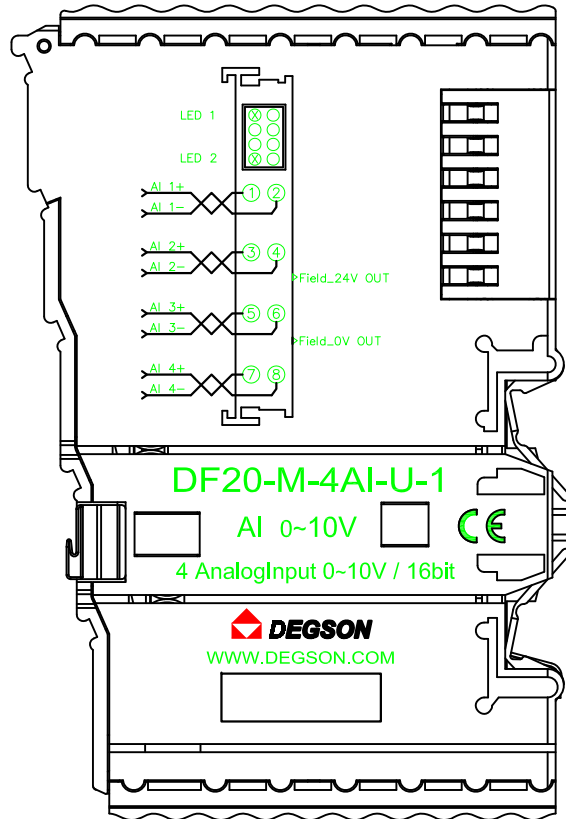 LED 1
LED 2
AI 1+ ① ②
AI 1-
AI 2+ ③ ④
AI 2-
▷Field_24V OUT
AI 3+ ⑤ ⑥
AI 3-
▷Field_0V OUT
AI 4+ ⑦ ⑧
AI 4-
DF20-M-4AI-U-1
AI 0~10V
CE
4 AnalogInput 0~10V / 16bit
DEGSON
WWW.DEGSON.COM